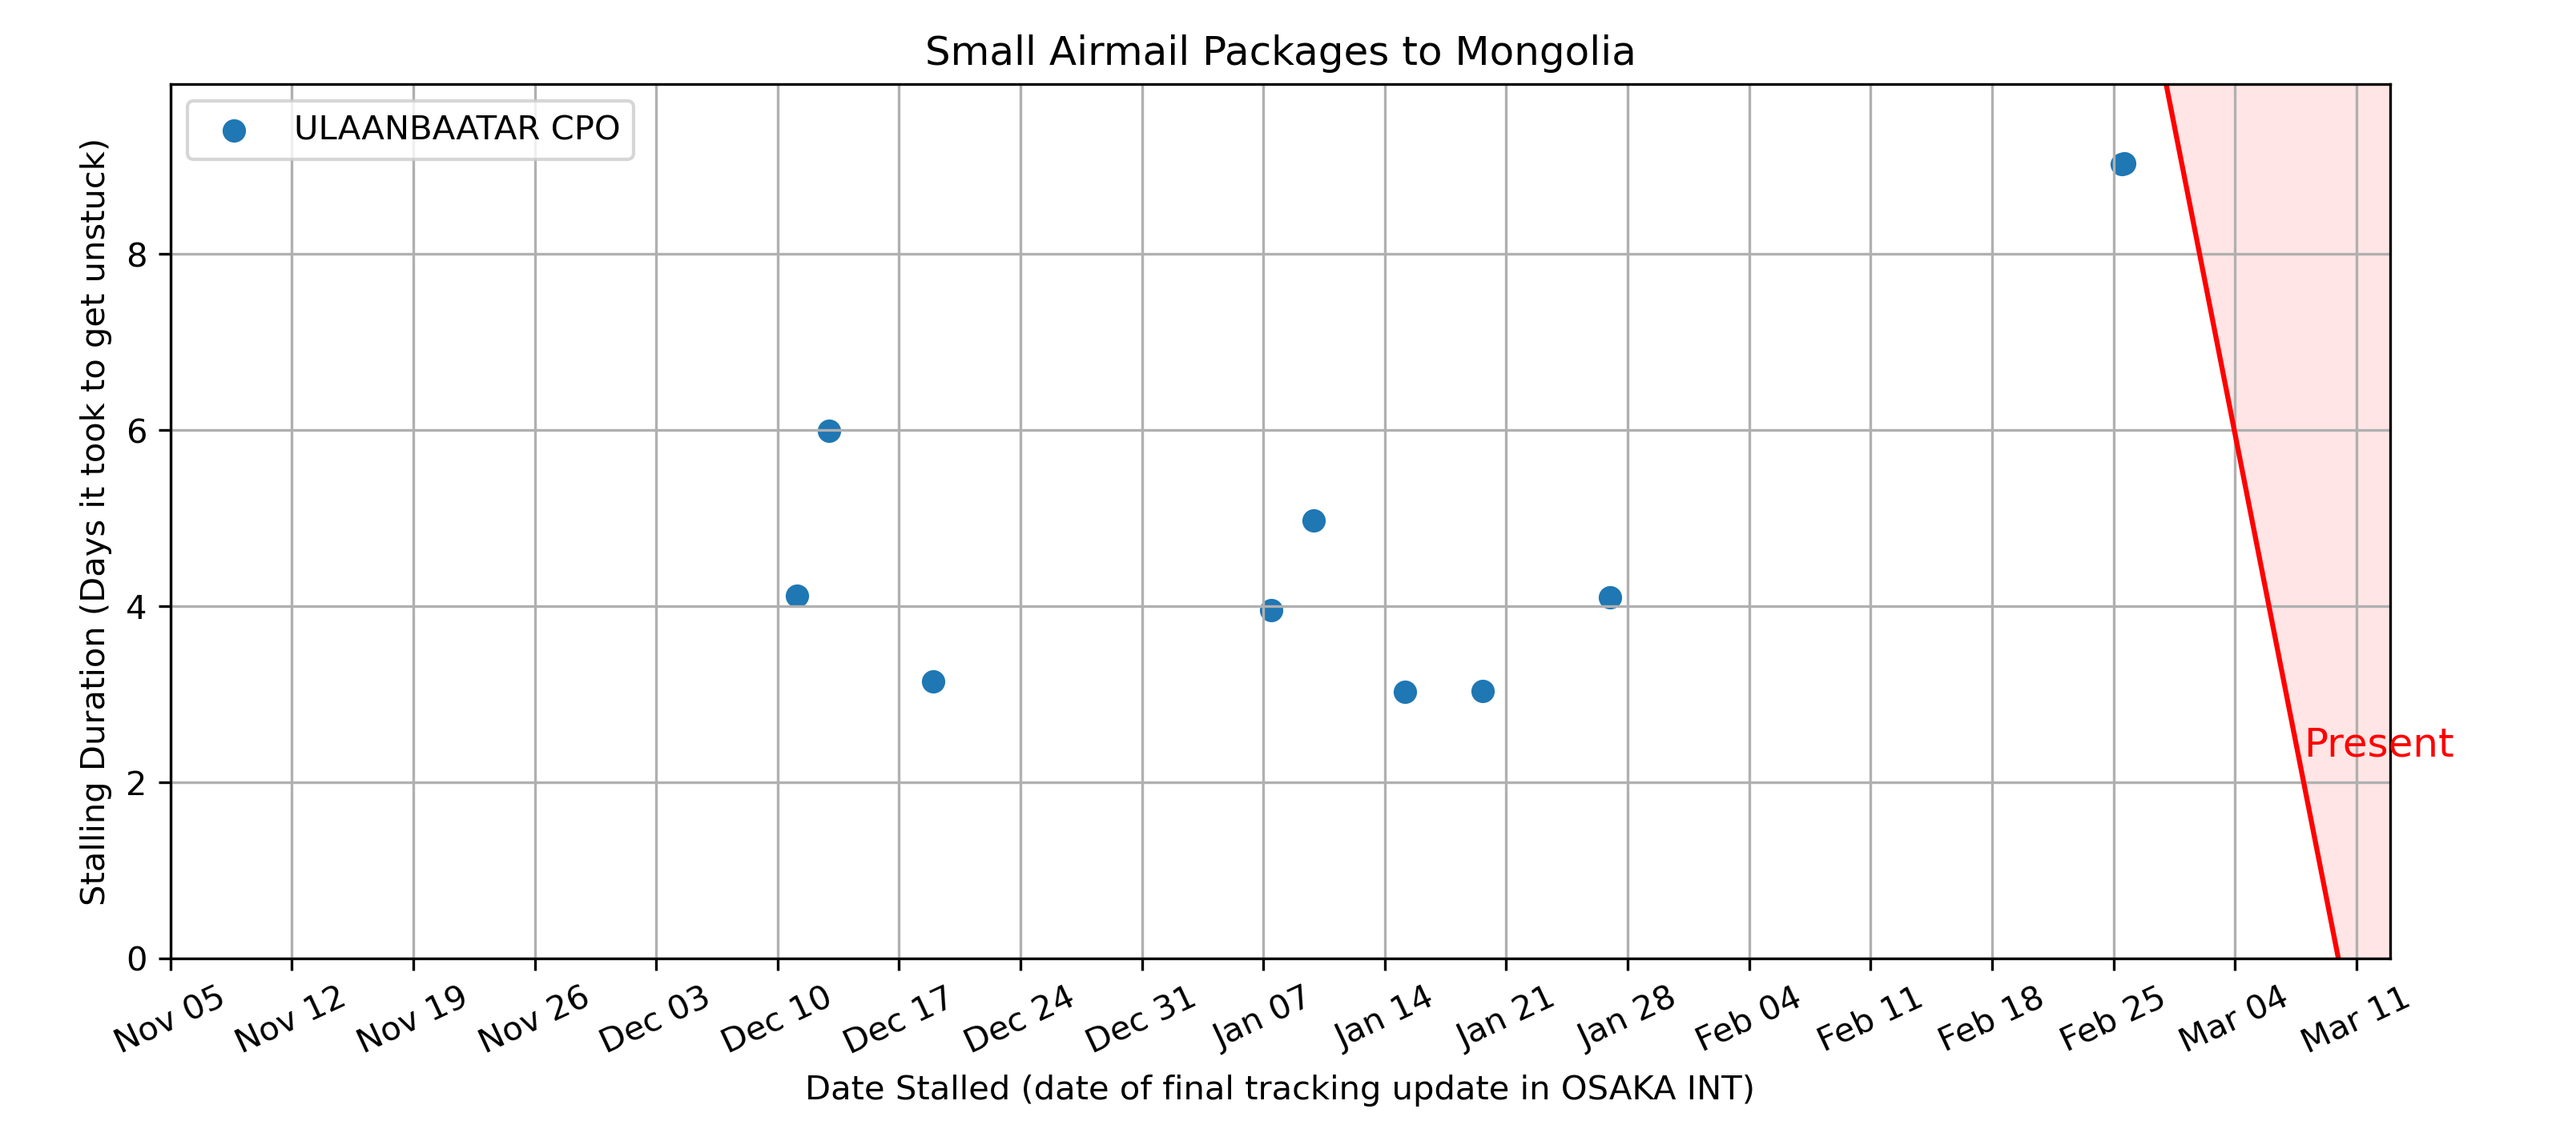 Small Airmail Packages to Mongolia
ULAANBAATAR CPO
Stalling Duration (Days it took to get unstuck)
8
6
4
2
0
Present
Nov 05 Nov 12 Nov 19 Nov 26 Dec 03 Dec 10 Dec 17 Dec 24 Dec 31 Jan 07 Jan 14 Jan 21 Jan 28 Feb 04 Feb 11 Feb 18 Feb 25 Mar 04 Mar 11
Date Stalled (date of final tracking update in OSAKA INT)